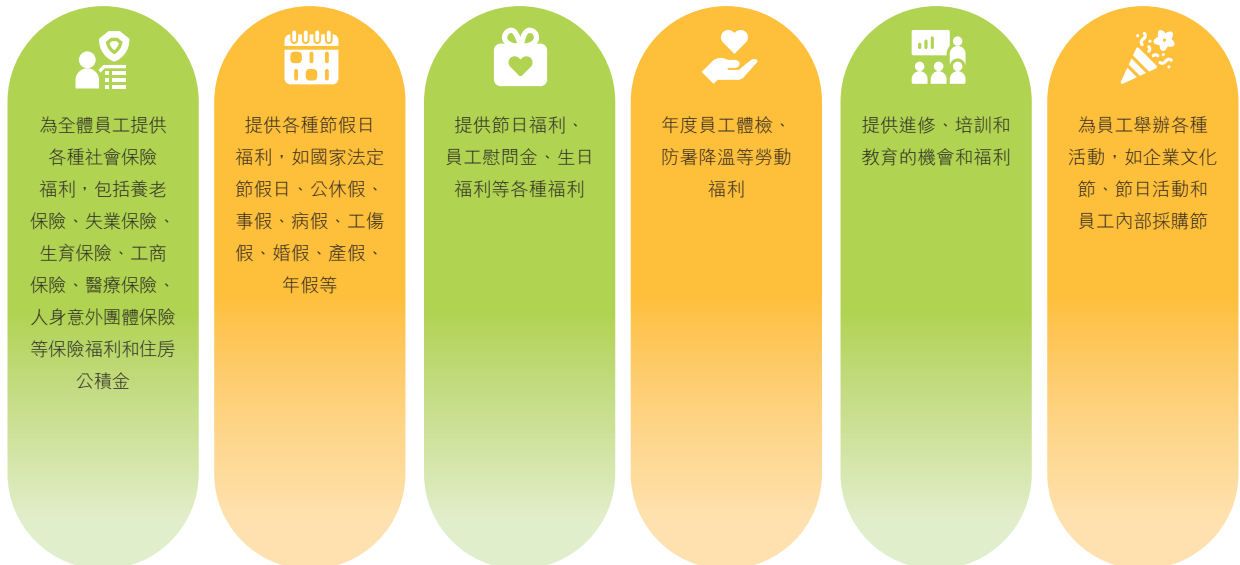 為全體員工提供
各種社會保險
福利，包括養老
保險、失業保險、
生育保險、工商
保險、醫療保險、
人身意外團體保險
等保險福利和住房
公積金
提供各種節假日
福利，如國家法定
節假日、公休假、
事假、病假、工傷
假、婚假、產假、
年假等
提供節日福利、
員工慰問金、生日
福利等各種福利
年度員工體檢、
防暑降溫等勞動
福利
提供進修、培訓和
教育的機會和福利
為員工舉辦各種
活動，如企業文化
節、節日活動和
員工內部採購節